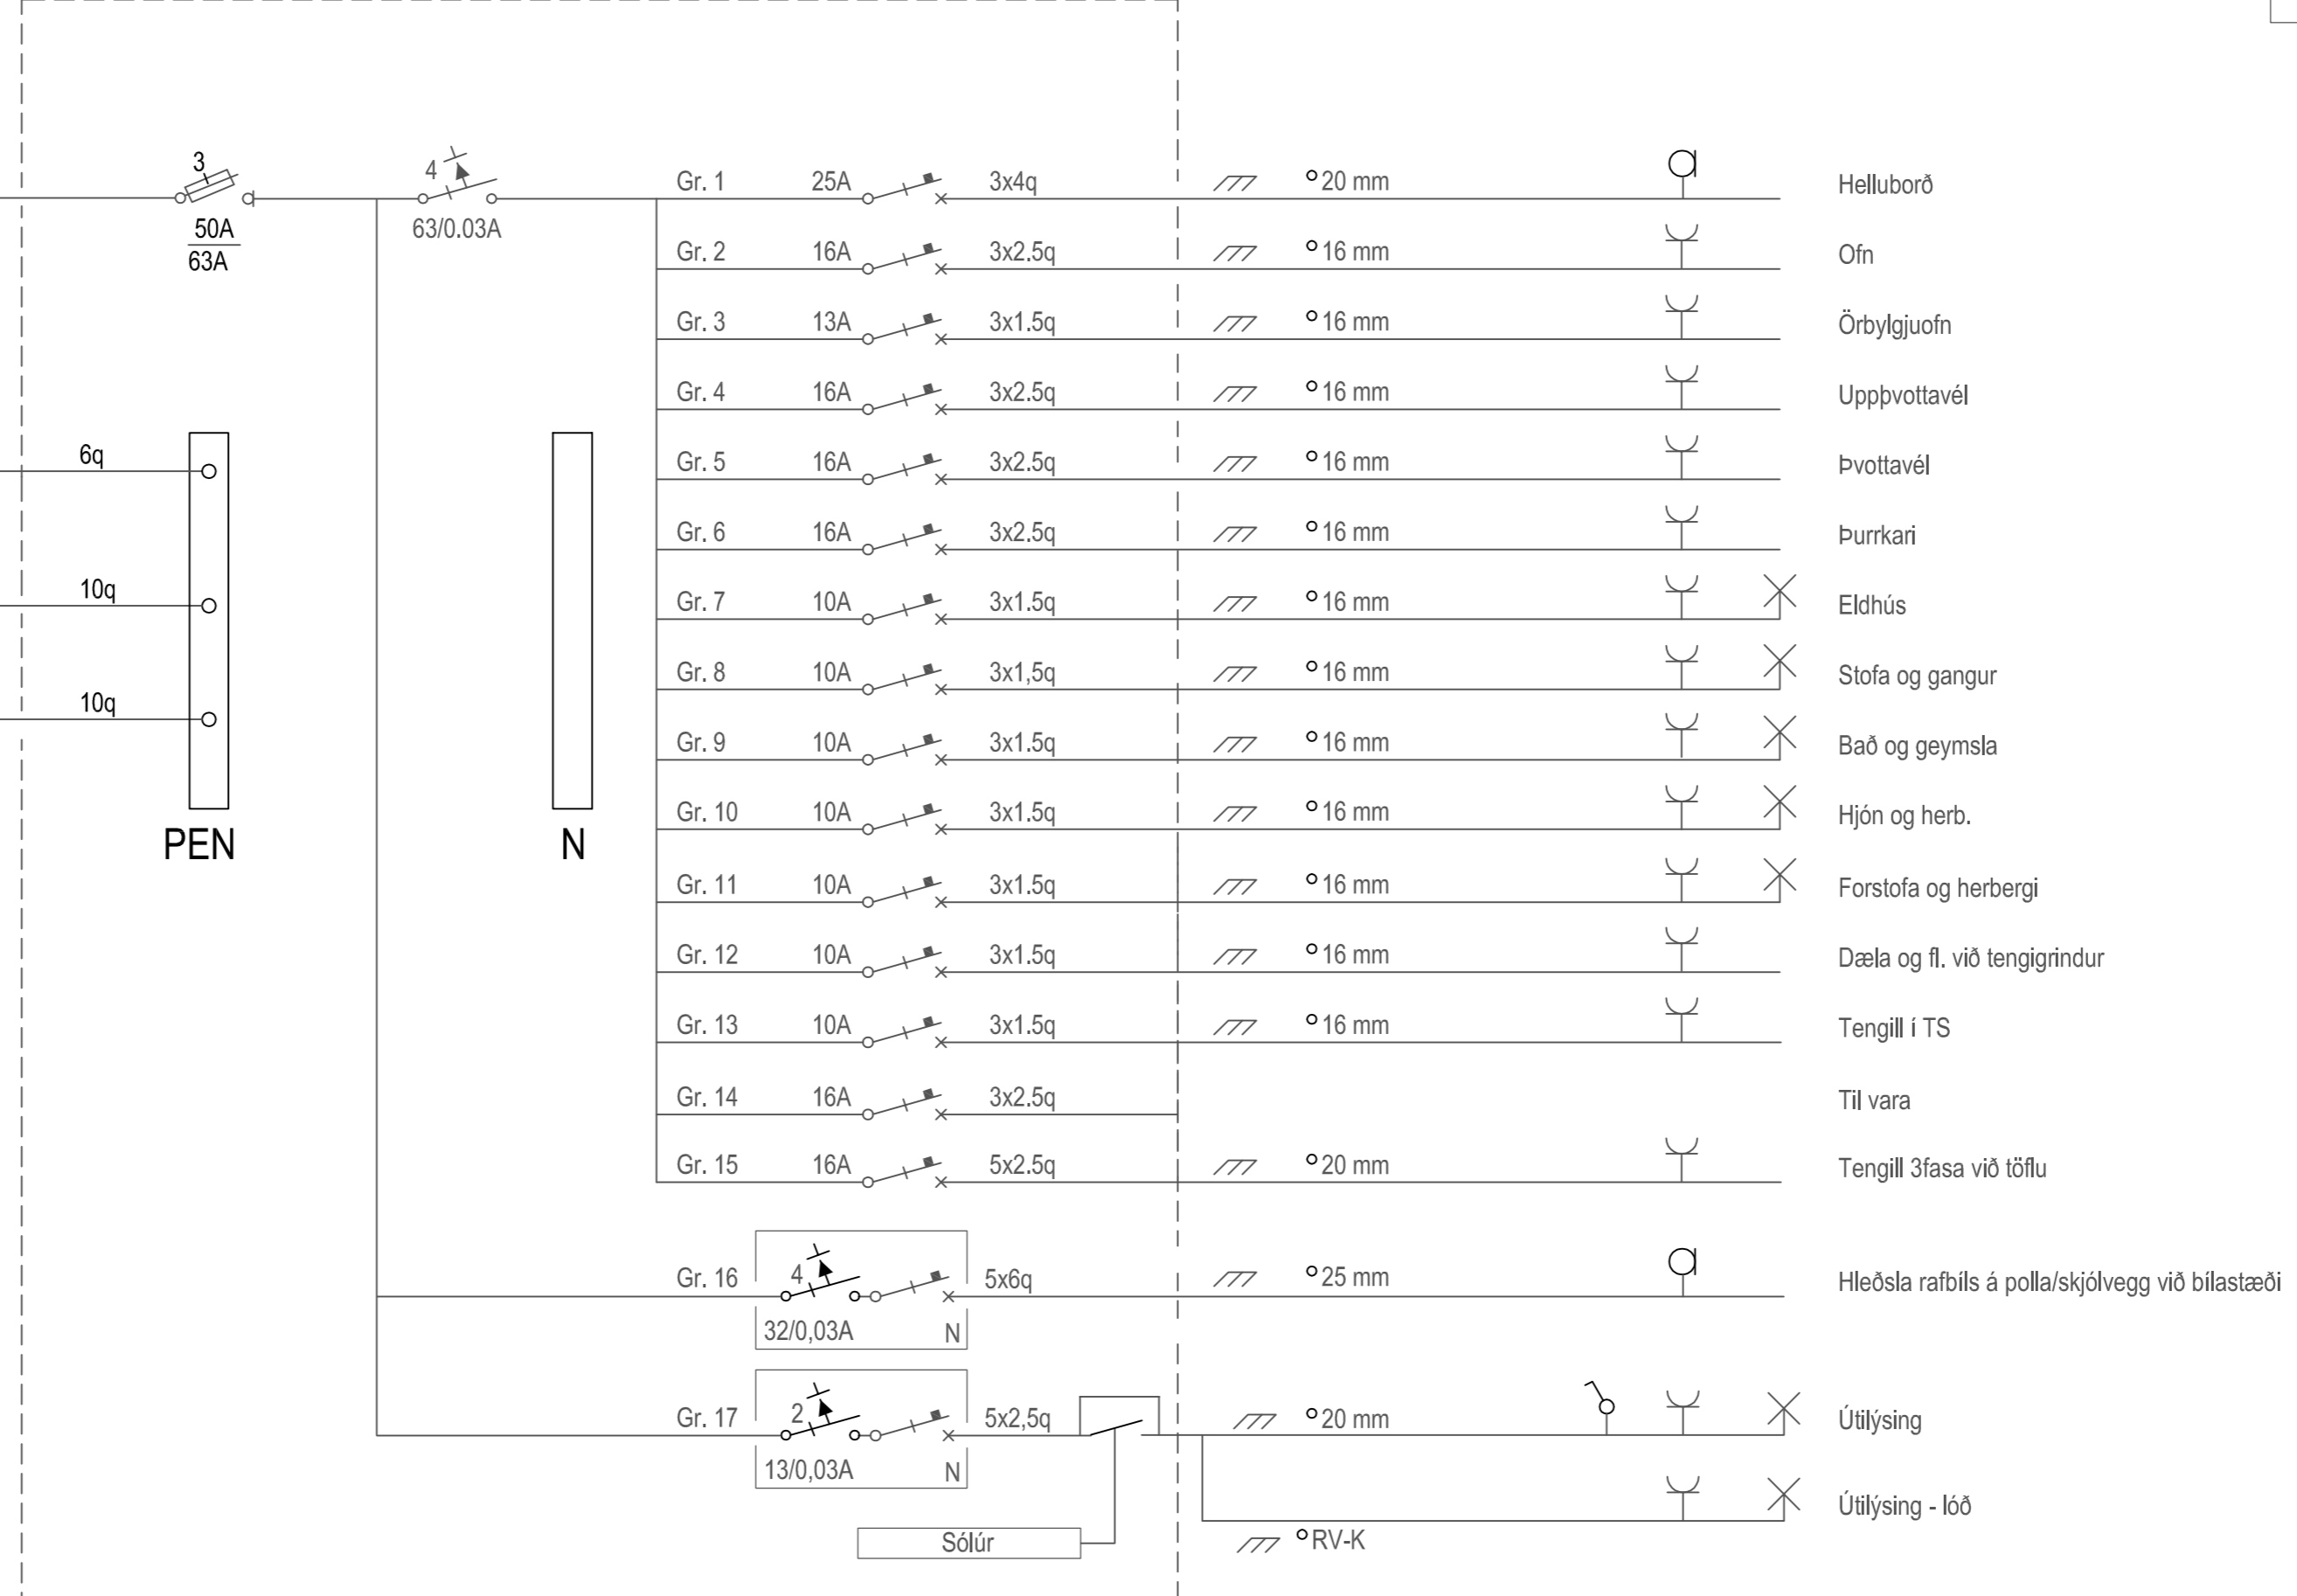 3
50A
63A
4
63/0.03A
Gr. 1 25A 3x4q 20 mm Helluborð
Gr. 2 16A 3x2.5q 16 mm Ofn
Gr. 3 13A 3x1.5q 16 mm Örbylgjuofn
Gr. 4 16A 3x2.5q 16 mm Uppþvottavél
Gr. 5 16A 3x2.5q 16 mm Þvottavél
Gr. 6 16A 3x2.5q 16 mm Þurrkari
Gr. 7 10A 3x1.5q 16 mm Eldhús
Gr. 8 10A 3x1,5q 16 mm Stofa og gangur
Gr. 9 10A 3x1.5q 16 mm Bað og geymsla
Gr. 10 10A 3x1.5q 16 mm Hjón og herb.
Gr. 11 10A 3x1.5q 16 mm Forstofa og herbergi
Gr. 12 10A 3x1.5q 16 mm Dæla og fl. við tengigrindur
Gr. 13 10A 3x1.5q 16 mm Tengill í TS
Gr. 14 16A 3x2.5q Til vara
Gr. 15 16A 5x2.5q 20 mm Tengill 3fasa við töflu
6q
10q
10q
PEN
N
Gr. 16 4 5x6q 25 mm Hleðsla rafbíls á polla/skjólvegg við bílastæði
32/0,03A N
Gr. 17 2 5x2,5q 20 mm Útilýsing
13/0,03A N
Útilýsing - lóð
Sólúr RV-K